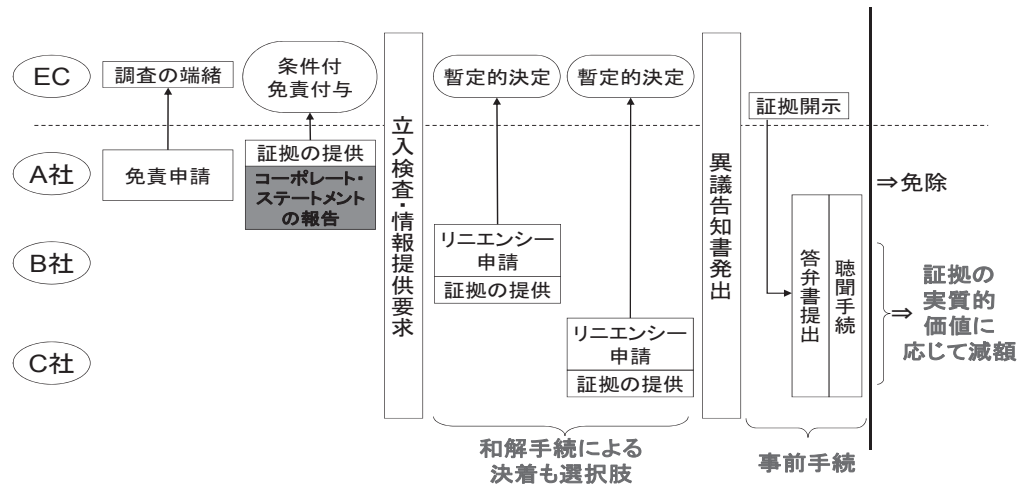 EC
調査の端緒
条件付
免責付与
暫定的決定
暫定的決定
証拠開示
A社
免責申請
証拠の提供
コーポレート・
ステートメント
の報告
立入検査・情報提供要求
異議告知書発出
⇒免除
B社
リニエンシー
申請
証拠の提供
答弁書提出
聴聞手続
⇒
証拠の
実質的
価値に
応じて減額
C社
リニエンシー
申請
証拠の提供
和解手続による
決着も選択肢
事前手続